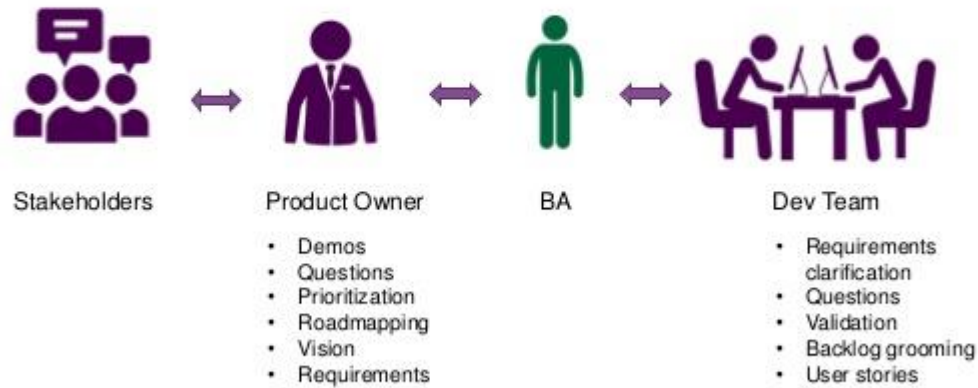 Stakeholders
Product Owner
BA
Dev Team
• Demos
• Questions
• Prioritization
• Roadmapping
• Vision
• Requirements
• Requirements
clarification
• Questions
• Validation
• Backlog grooming
• User stories